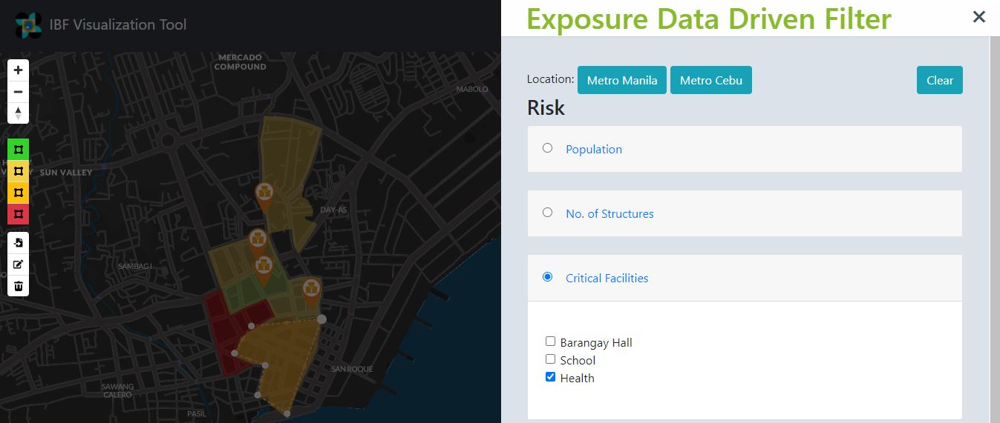 IBF Visualization Tool
MERCADO
COMPOUND
MABOLO
SUN VALLEY
DAY-AS
SAMBAG I
SAN ROQUE
SAWANG
CALERO
PASIL
Exposure Data Driven Filter
Location: Metro Manila Metro Cebu Clear
Risk
Population
No. of Structures
Critical Facilities
Barangay Hall
School
Health